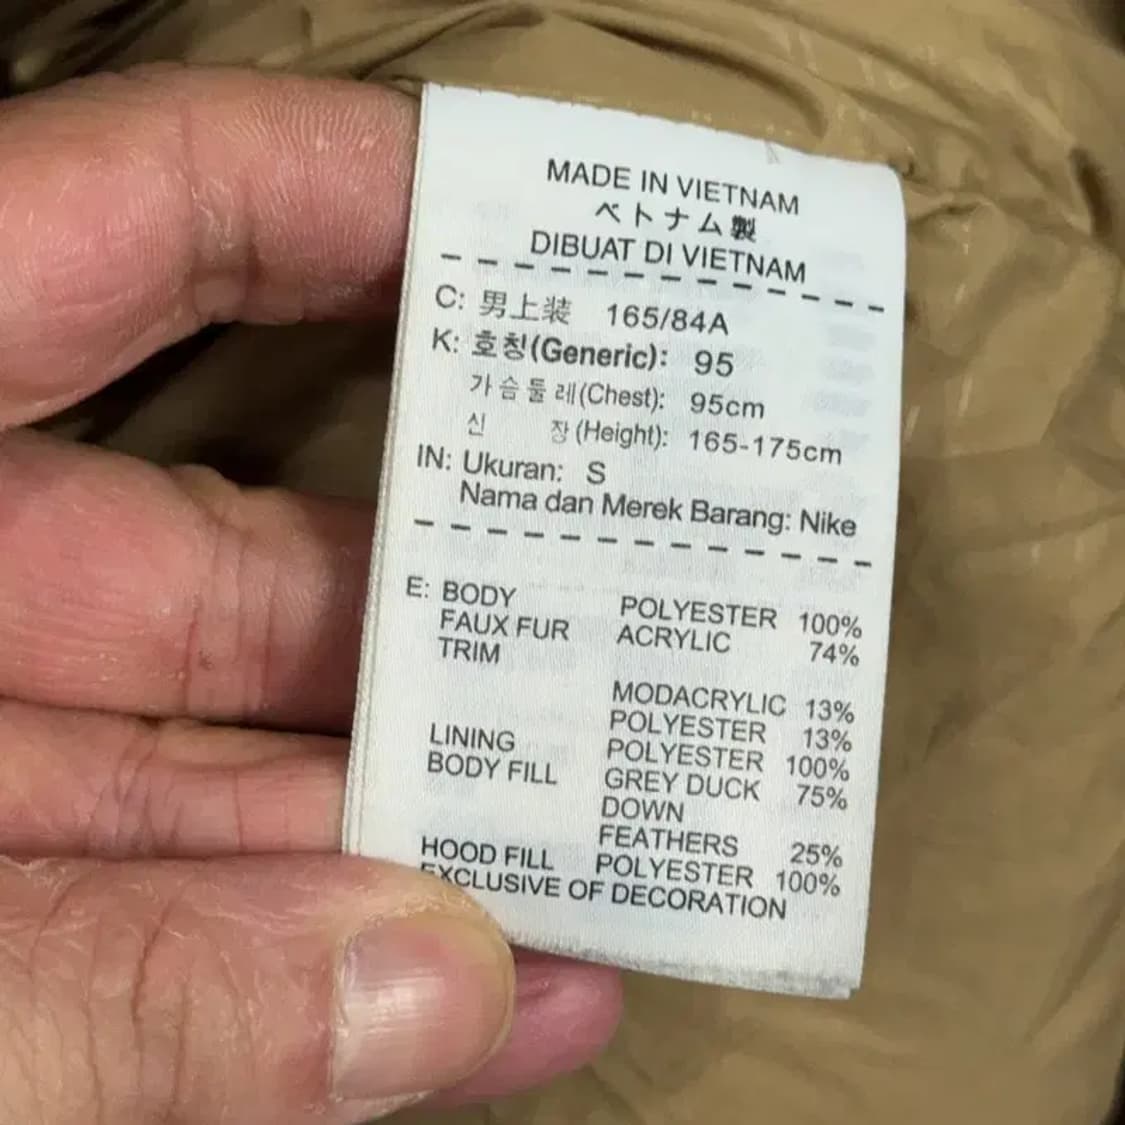 MADE IN VIETNAM
ベトナム製
DIBUAT DI VIETNAM
C: 男上装 165/84A
K: 호칭(Generic): 95
가슴둘레(Chest): 95cm
신 장(Height): 165-175cm
IN: Ukuran: S
Nama dan Merek Barang: Nike
E: BODY POLYESTER 100%
FAUX FUR ACRYLIC 74%
TRIM
MODACRYLIC 13%
POLYESTER 13%
LINING POLYESTER 100%
BODY FILL GREY DUCK 75%
DOWN
FEATHERS 25%
HOOD FILL POLYESTER 100%
EXCLUSIVE OF DECORATION